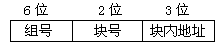 6 位 2 位 3 位
组号 块号 块内地址